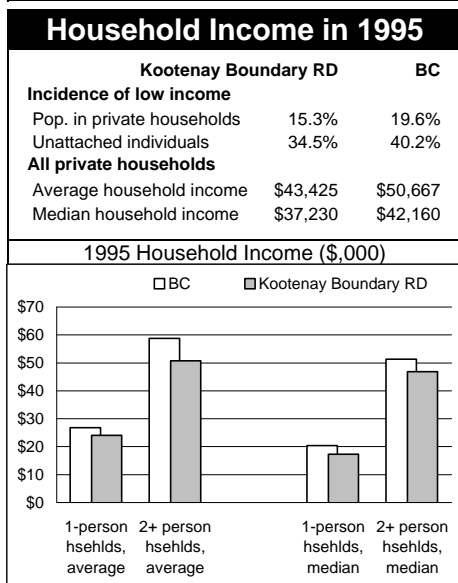 Household Income in 1995
Kootenay Boundary RD BC
Incidence of low income
Pop. in private households 15.3% 19.6%
Unattached individuals 34.5% 40.2%
All private households
Average household income $43,425 $50,667
Median household income $37,230 $42,160
1995 Household Income ($,000)
BC Kootenay Boundary RD
$70
$60
$50
$40
$30
$20
$10
$0
1-person 2+ person 1-person 2+ person
hsehlds, hsehlds, hsehlds, hsehlds,
average average median median